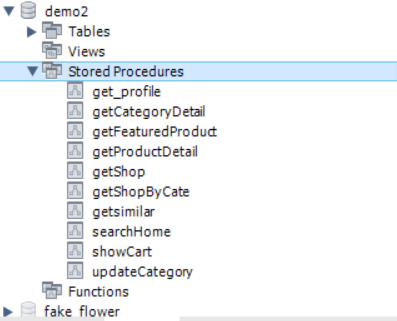 demo2
Tables
Views
Stored Procedures
get_profile
getCategoryDetail
getFeaturedProduct
getProductDetail
getShop
getShopByCate
getsimilar
searchHome
showCart
updateCategory
Functions
fake_flower